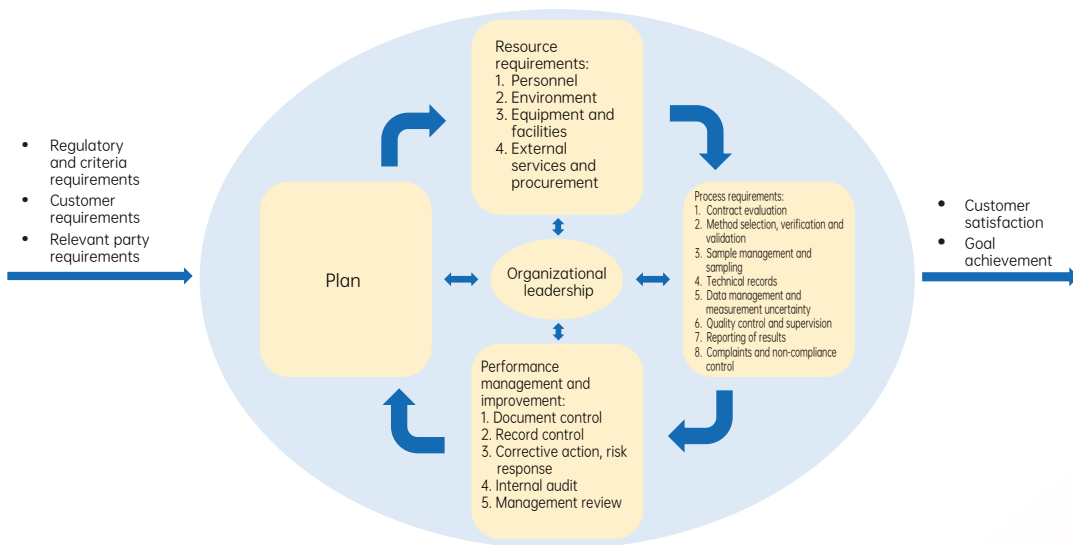 Regulatory
and criteria
requirements
Customer
requirements
Relevant party
requirements
Resource
requirements:
1. Personnel
2. Environment
3. Equipment and
facilities
4. External
services and
procurement
Plan
Organizational
leadership
Process requirements:
1. Contract evaluation
2. Method selection, verification and
validation
3. Sample management and
sampling
4. Technical records
5. Data management and
measurement uncertainty
6. Quality control and supervision
7. Reporting of results
8. Complaints and non-compliance
control
Performance
management and
improvement:
1. Document control
2. Record control
3. Corrective action, risk
response
4. Internal audit
5. Management review
Customer
satisfaction
Goal
achievement